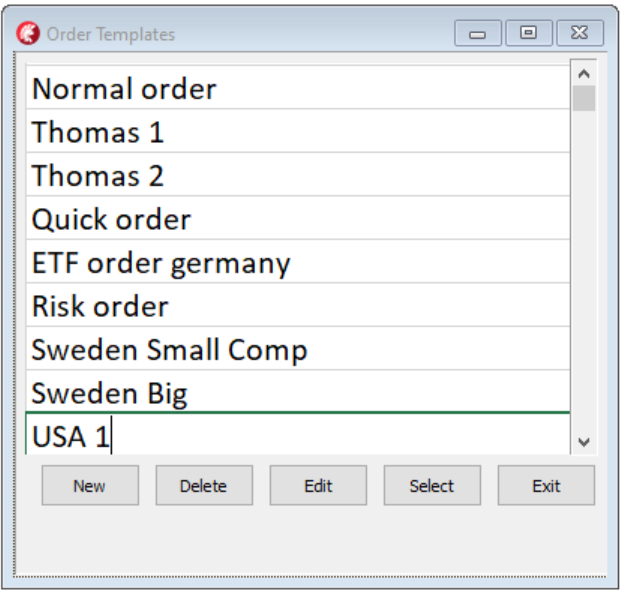 Order Templates
Normal order
Thomas 1
Thomas 2
Quick order
ETF order germany
Risk order
Sweden Small Comp
Sweden Big
USA 1
New Delete Edit Select Exit